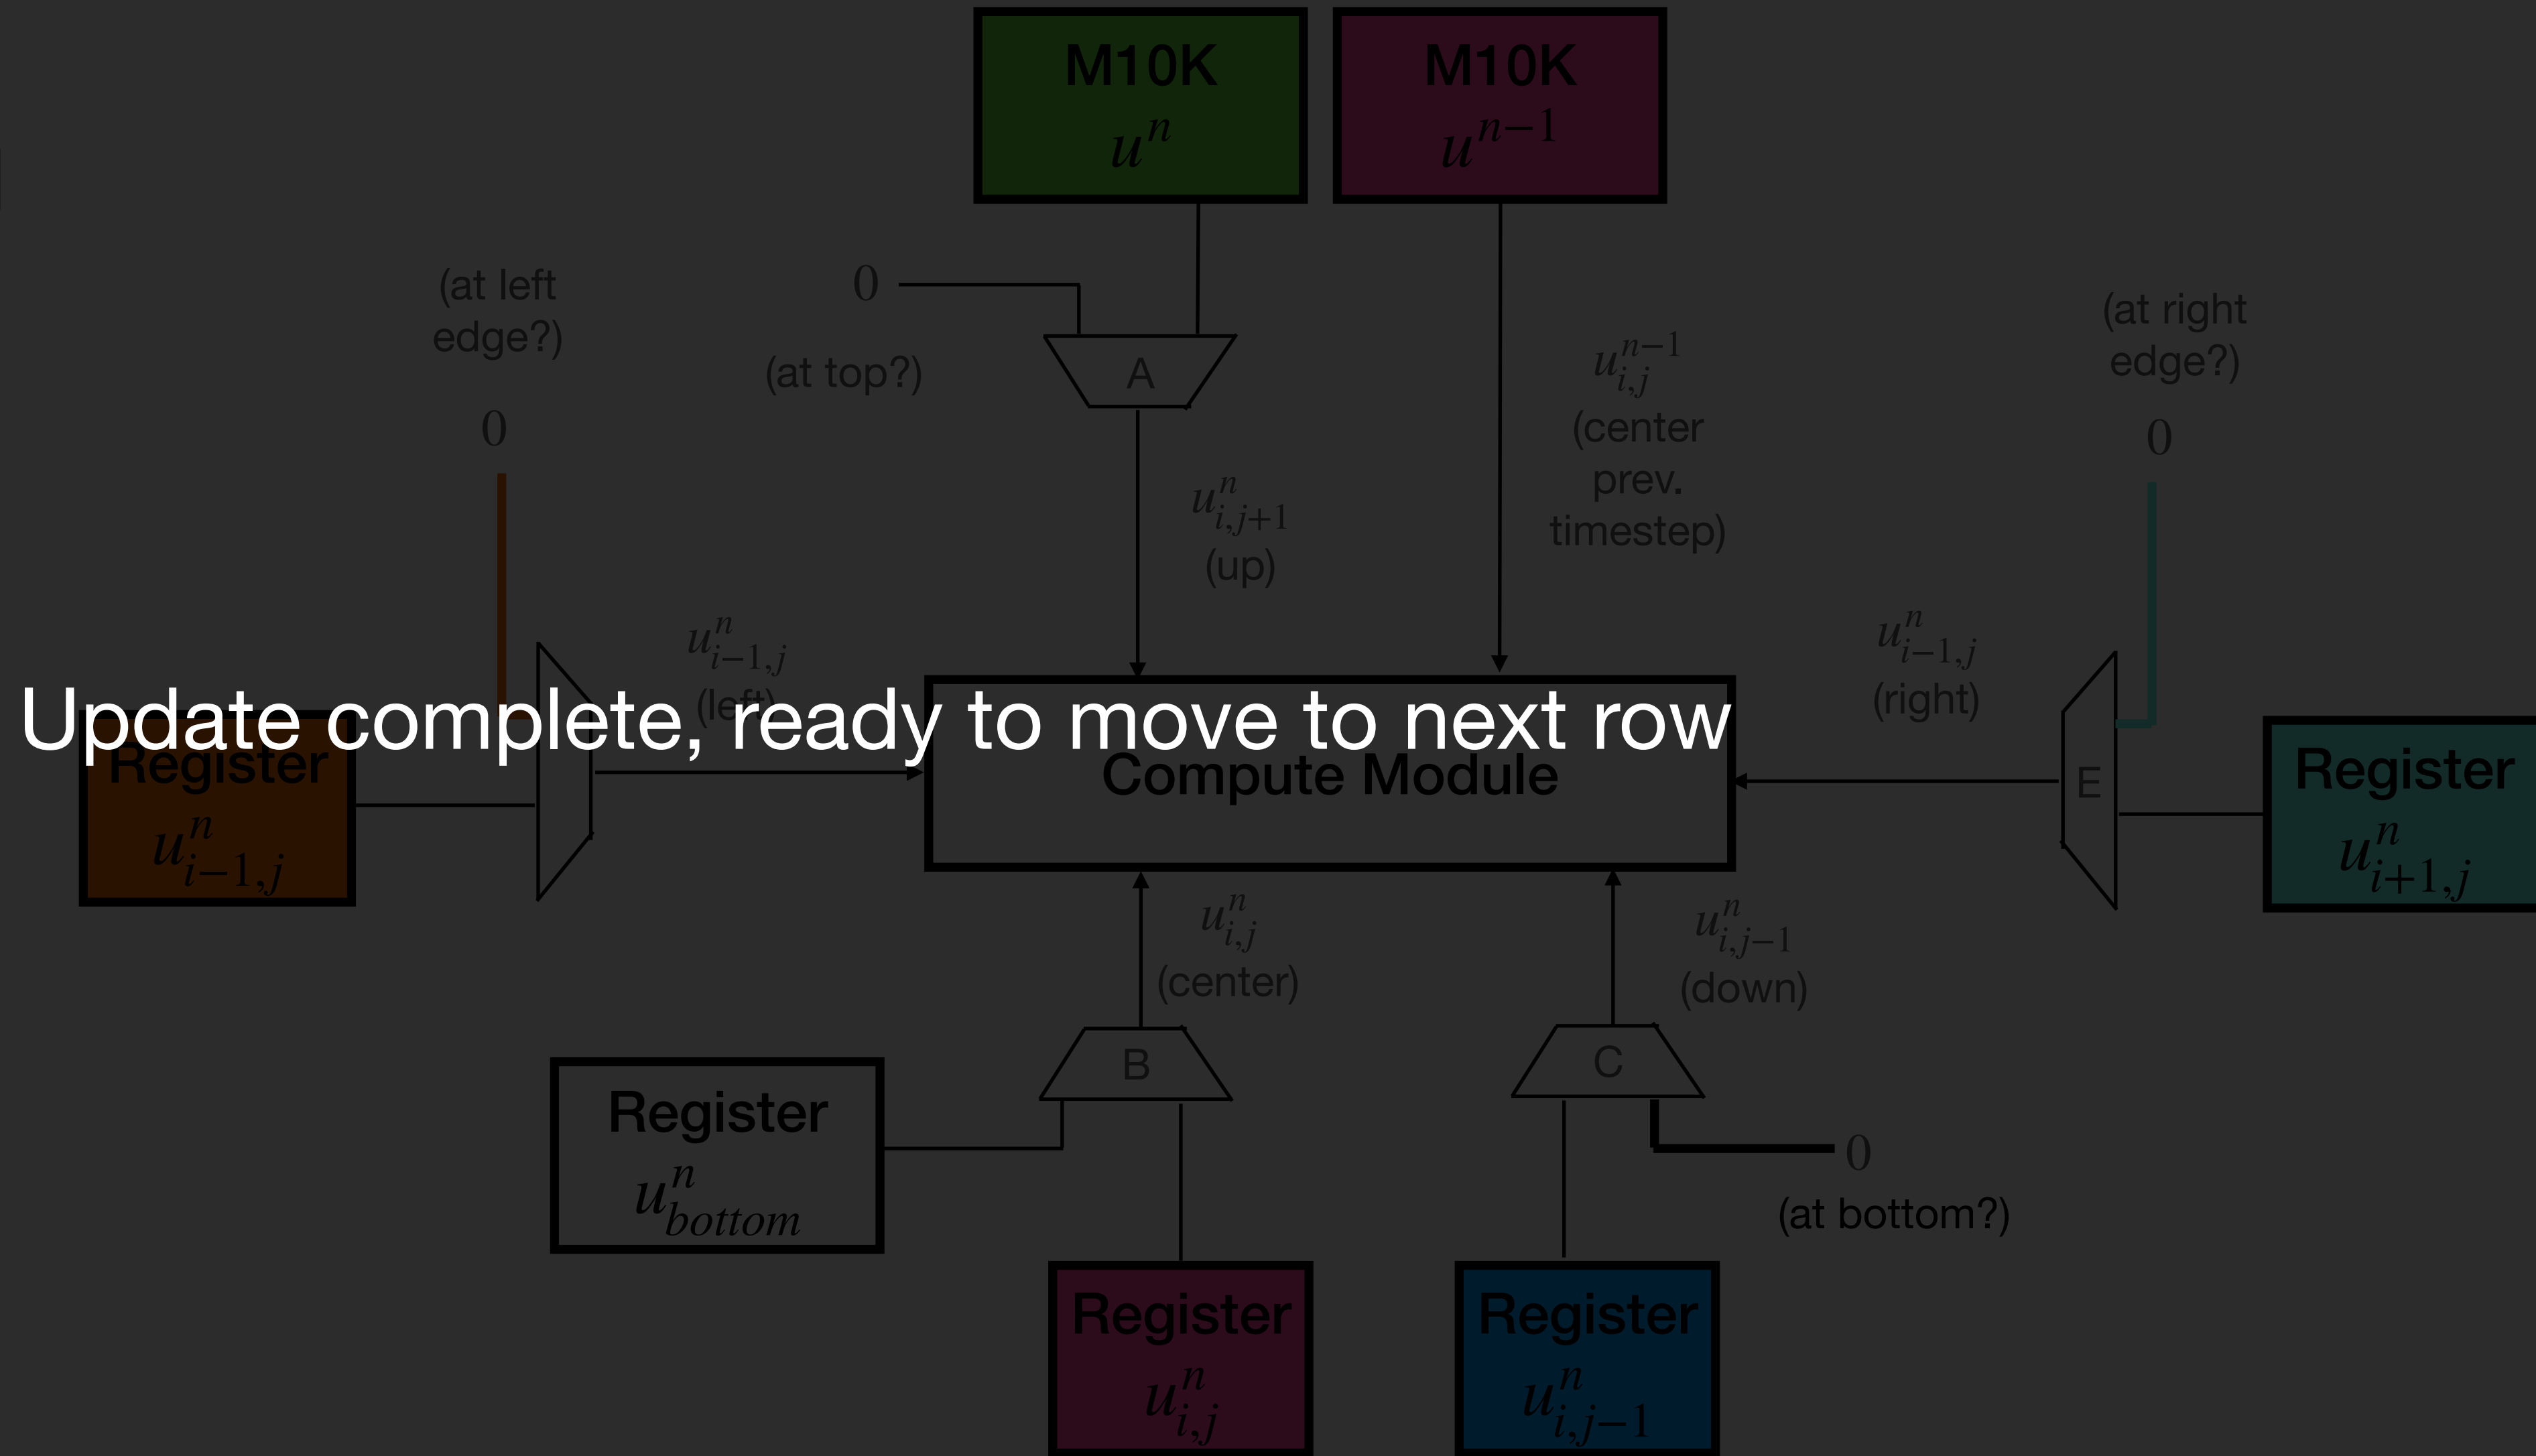 M10K
u^n
M10K
u^{n-1}
(at left
edge?)
0
0
(at top?)
A
u^n_{i,j+1}
(up)
u^{n-1}_{i,j}
(center
prev.
timestep)
(at right
edge?)
0
u^n_{i-1,j}
(left)
u^n_{i-1,j}
(right)
Update complete, ready to move to next row
Register
u^n_{i-1,j}
Compute Module
E
Register
u^n_{i+1,j}
u^n_{i,j}
(center)
u^n_{i,j-1}
(down)
B
C
Register
u^n_{bottom}
0
(at bottom?)
Register
u^n_{i,j}
Register
u^n_{i,j-1}